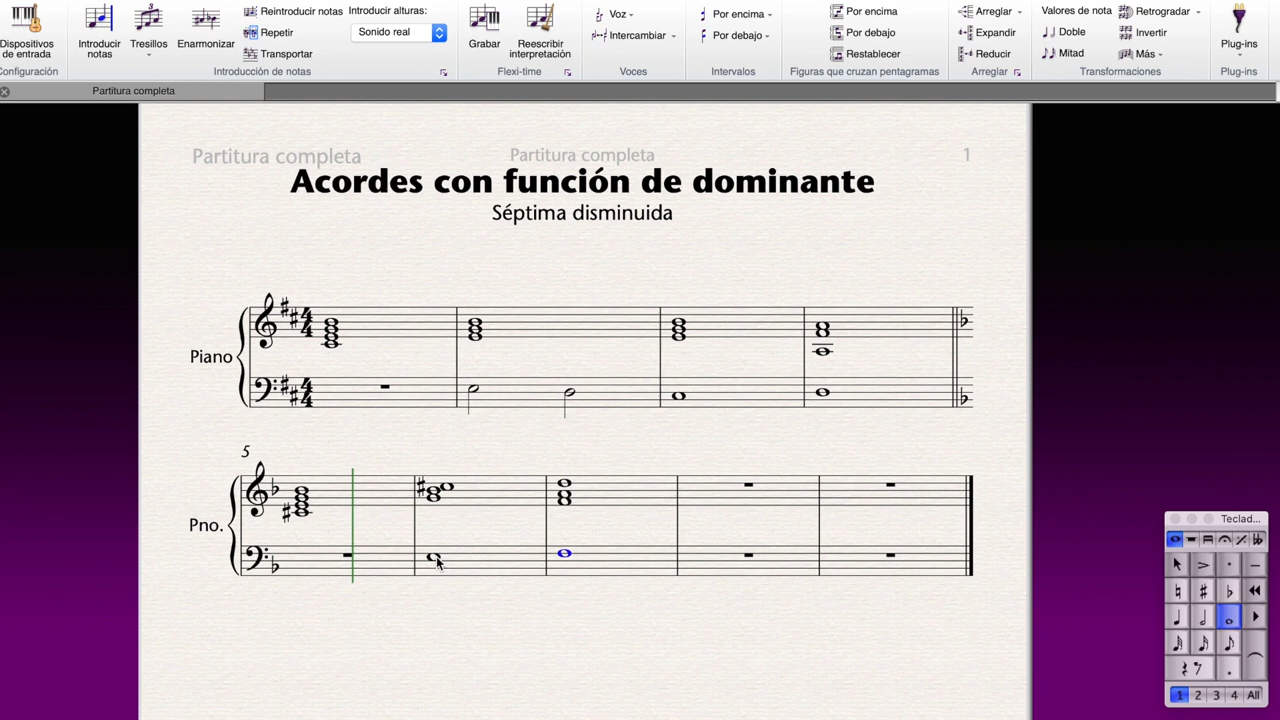 Dispositivos
de entrada
Configuración
Introducir
notas
Tresillos
Enarmonizar
Reintroducir notas
Repetir
Transportar
Introducir alturas:
Sonido real
Introducción de notas
Grabar
Reescribir
interpretación
Flexi-time
Voz
Intercambiar
Voces
Por encima
Por debajo
Intervalos
Por encima
Por debajo
Restablecer
Figuras que cruzan pentagramas
Arreglar
Expandir
Reducir
Arreglar
Valores de nota
Doble
Mitad
Retrogradar
Invertir
Más
Transformaciones
Plug-ins
Plug-ins
Partitura completa
Partitura completa
Partitura completa
1
Acordes con función de dominante
Séptima disminuida
Piano
5
Pno.
Teclad...
1 2 3 4 All